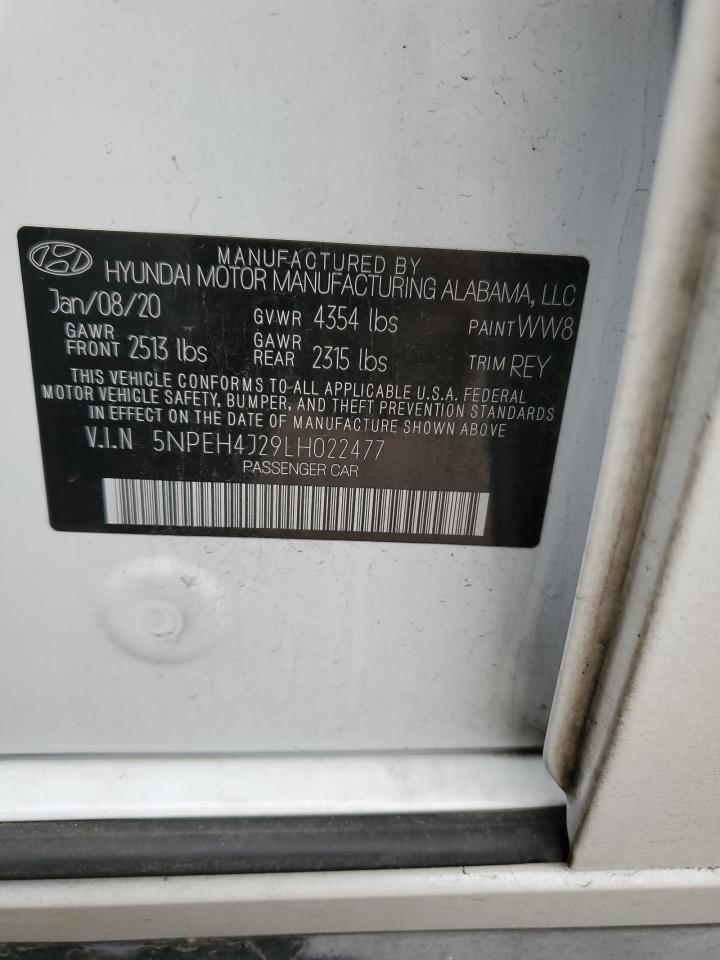 MANUFACTURED BY
HYUNDAI MOTOR MANUFACTURING ALABAMA, LLC
Jan/08/20 GVWR 4354 lbs PAINT WW8
GAWR FRONT 2513 lbs GAWR REAR 2315 lbs TRIM REY
THIS VEHICLE CONFORMS TO ALL APPLICABLE U.S.A. FEDERAL
MOTOR VEHICLE SAFETY, BUMPER, AND THEFT PREVENTION STANDARDS
IN EFFECT ON THE DATE OF MANUFACTURE SHOWN ABOVE
V.I.N 5NPEH4J29LH022477
PASSENGER CAR